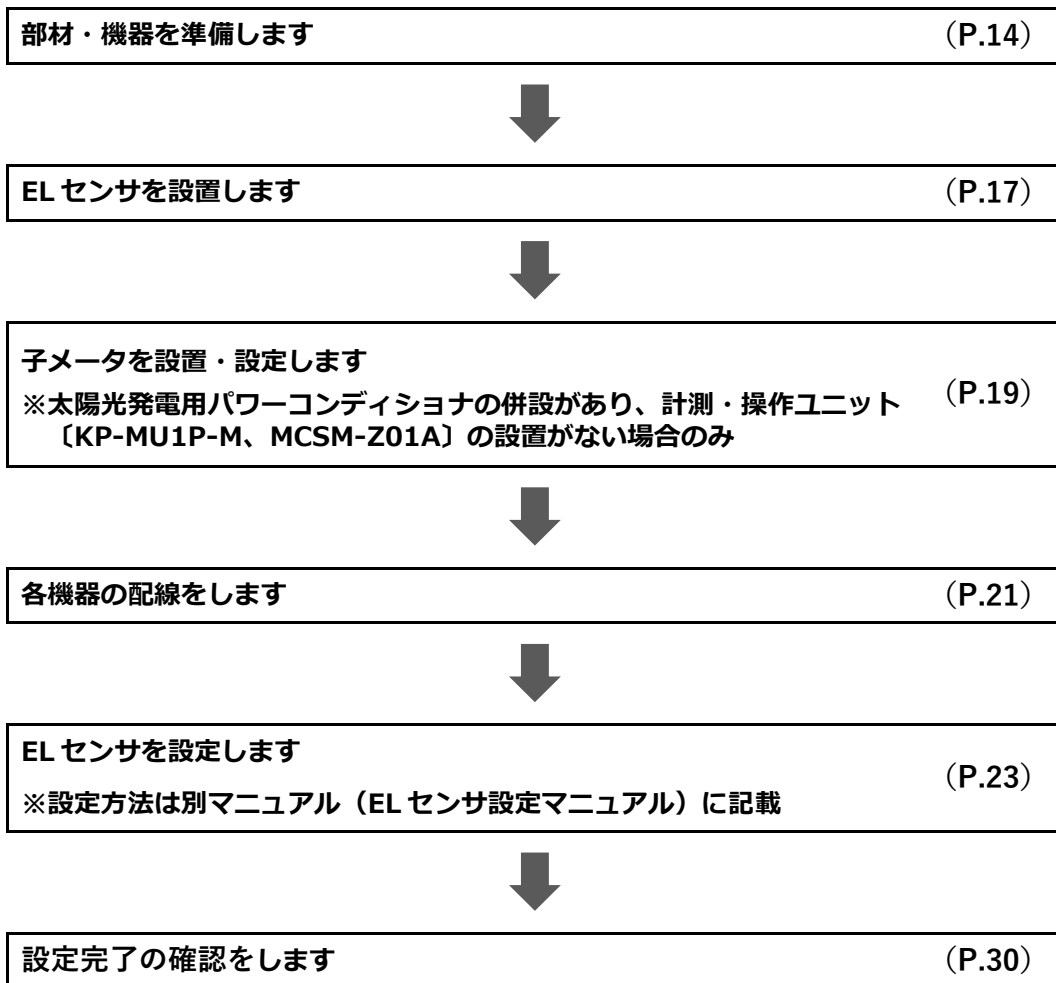 部材・機器を準備します （P.14）
EL センサを設置します （P.17）
子メータを設置・設定します
※太陽光発電用パワーコンディショナの併設があり、計測・操作ユニット （P.19）
〔KP-MU1P-M、MCSM-Z01A〕の設置がない場合のみ
各機器の配線をします （P.21）
EL センサを設定します
（P.23）
※設定方法は別マニュアル（EL センサ設定マニュアル）に記載
設定完了の確認をします （P.30）